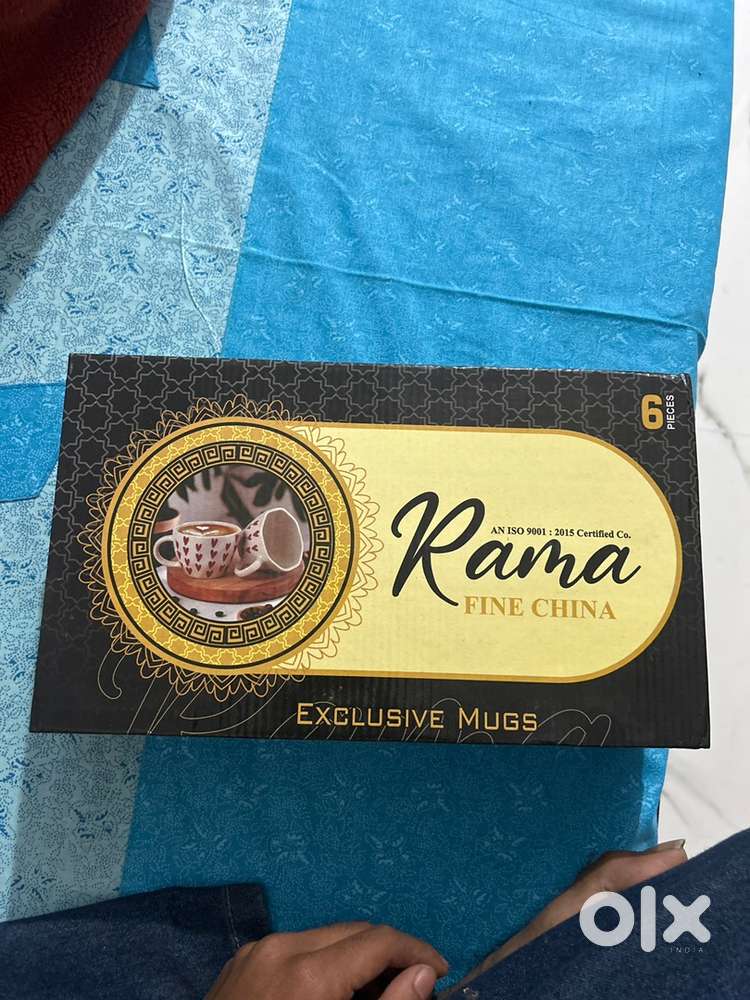 6
PIECES
AN ISO 9001 : 2015 Certified Co.
Rama
FINE CHINA
EXCLUSIVE MUGS
olx
INDIA